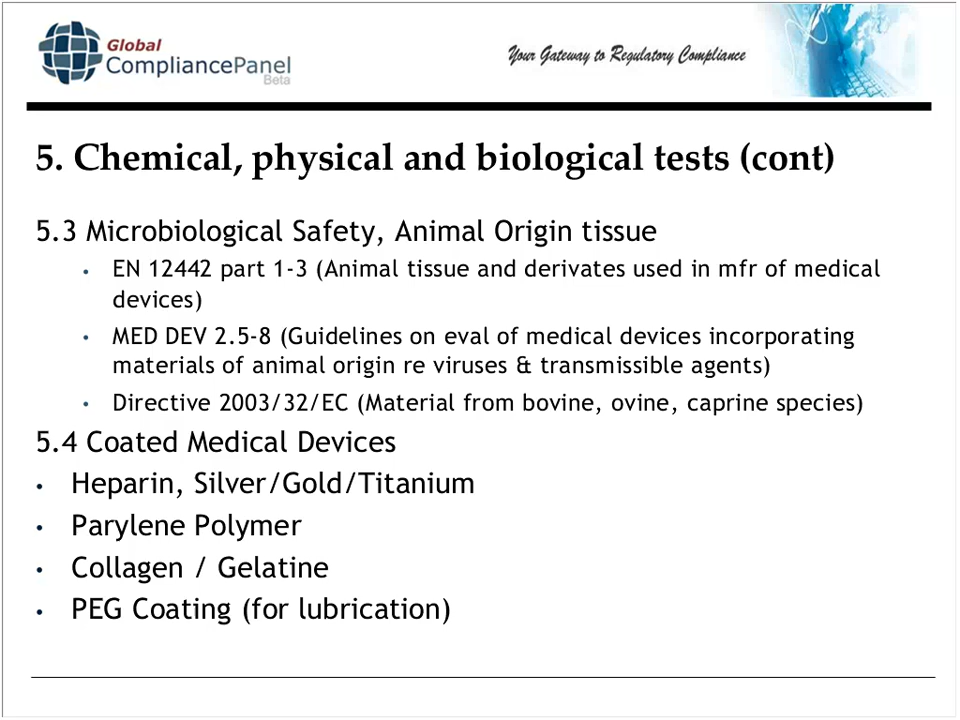 Global
CompliancePanel
Beta
Your Gateway to Regulatory Compliance
5. Chemical, physical and biological tests (cont)
5.3 Microbiological Safety, Animal Origin tissue
• EN 12442 part 1-3 (Animal tissue and derivates used in mfr of medical
devices)
• MED DEV 2.5-8 (Guidelines on eval of medical devices incorporating
materials of animal origin re viruses & transmissible agents)
• Directive 2003/32/EC (Material from bovine, ovine, caprine species)
5.4 Coated Medical Devices
• Heparin, Silver/Gold/Titanium
• Parylene Polymer
• Collagen / Gelatine
• PEG Coating (for lubrication)